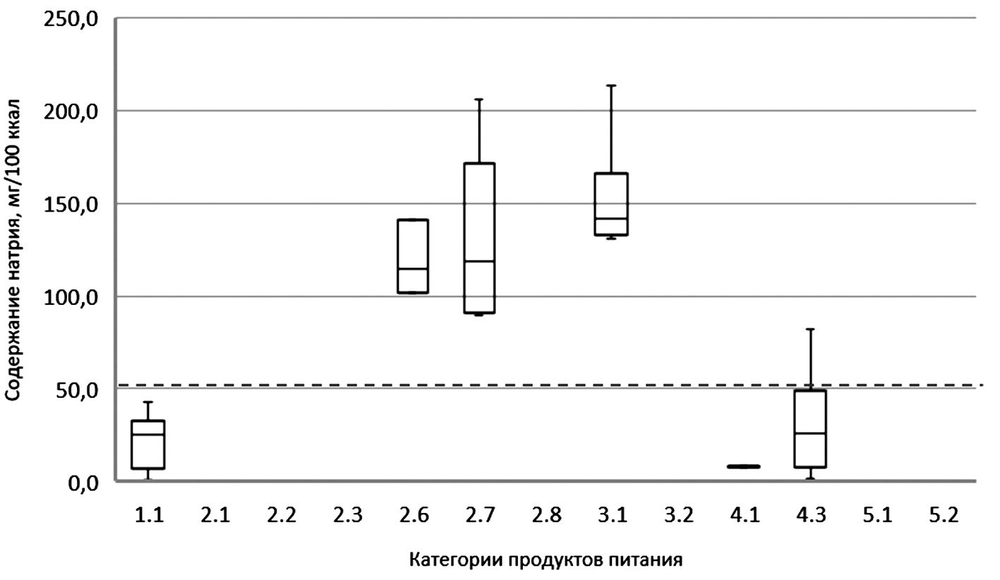 250,0
200,0
150,0
100,0
50,0
0,0
Содержание натрия, мг/100 ккал
1.1 2.1 2.2 2.3 2.6 2.7 2.8 3.1 3.2 4.1 4.3 5.1 5.2
Категории продуктов питания